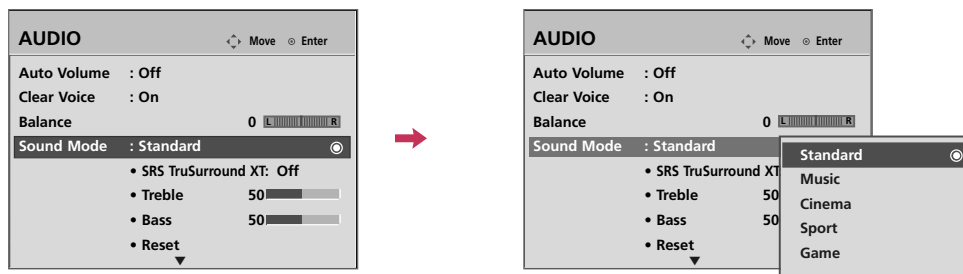 AUDIO Move Enter
Auto Volume : Off
Clear Voice : On
Balance 0 L R
Sound Mode : Standard
• SRS TruSurround XT: Off
• Treble 50
• Bass 50
• Reset
AUDIO Move Enter
Auto Volume : Off
Clear Voice : On
Balance 0 L R
Sound Mode : Standard
• SRS TruSurround XT
• Treble 50
• Bass 50
• Reset
Standard
Music
Cinema
Sport
Game